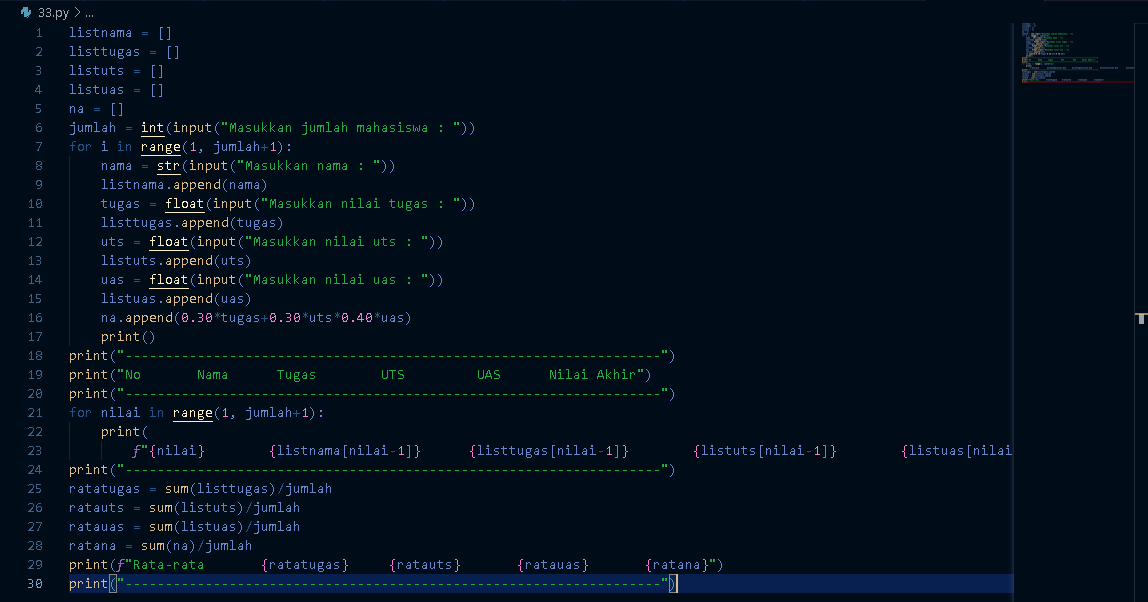 33.py > ...
1 listnama = []
2 listtugas = []
3 listuts = []
4 listuas = []
5 na = []
6 jumlah = int(input("Masukkan jumlah mahasiswa : "))
7 for i in range(1, jumlah+1):
8     nama = str(input("Masukkan nama : "))
9     listnama.append(nama)
10     tugas = float(input("Masukkan nilai tugas : "))
11     listtugas.append(tugas)
12     uts = float(input("Masukkan nilai uts : "))
13     listuts.append(uts)
14     uas = float(input("Masukkan nilai uas : "))
15     listuas.append(uas)
16     na.append(0.30*tugas+0.30*uts*0.40*uas)
17     print()
18 print("-------------------------------------------------------------------")
19 print("No       Nama      Tugas        UTS         UAS      Nilai Akhir")
20 print("-------------------------------------------------------------------")
21 for nilai in range(1, jumlah+1):
22     print(
23         f"{nilai}        {listnama[nilai-1]}      {listtugas[nilai-1]}        {listuts[nilai-1]}        {listuas[nilai
24 print("-------------------------------------------------------------------")
25 ratatugas = sum(listtugas)/jumlah
26 ratauts = sum(listuts)/jumlah
27 ratauas = sum(listuas)/jumlah
28 ratana = sum(na)/jumlah
29 print(f"Rata-rata       {ratatugas}     {ratauts}       {ratauas}       {ratana}")
30 print("-------------------------------------------------------------------")